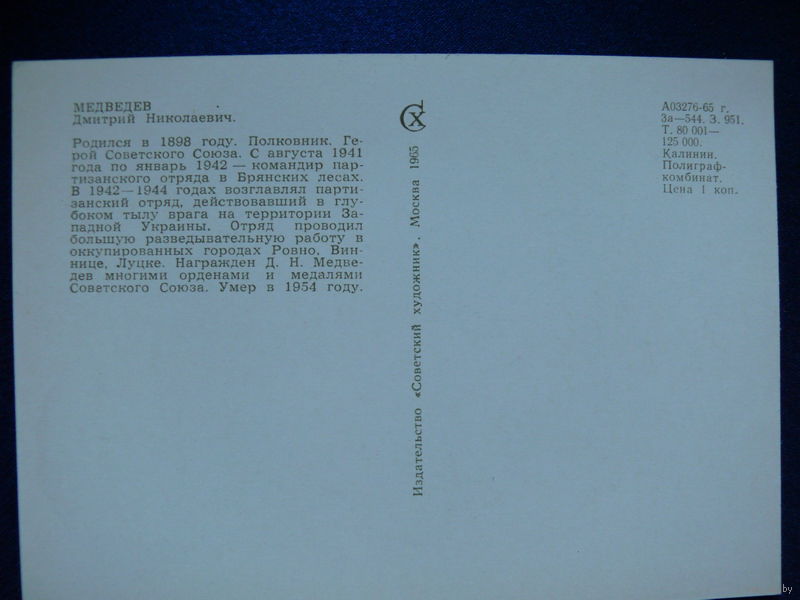 МЕДВЕДЕВ
Дмитрий Николаевич.
Родился в 1898 году. Полковник. Ге-
рой Советского Союза. С августа 1941
года по январь 1942 — командир пар-
тизанского отряда в Брянских лесах.
В 1942—1944 годах возглавлял парти-
занский отряд, действовавший в глу-
боком тылу врага на территории За-
падной Украины. Отряд проводил
большую разведывательную работу в
оккупированных городах Ровно, Вин-
нице, Луцке. Награжден Д. Н. Медве-
дев многими орденами и медалями
Советского Союза. Умер в 1954 году.
СХ
Издательство «Советский художник». Москва 1965
А03276-65 г.
За—544. З. 951.
Т. 80 001—
125 000.
Калинин.
Полиграф-
комбинат.
Цена 1 коп.
by